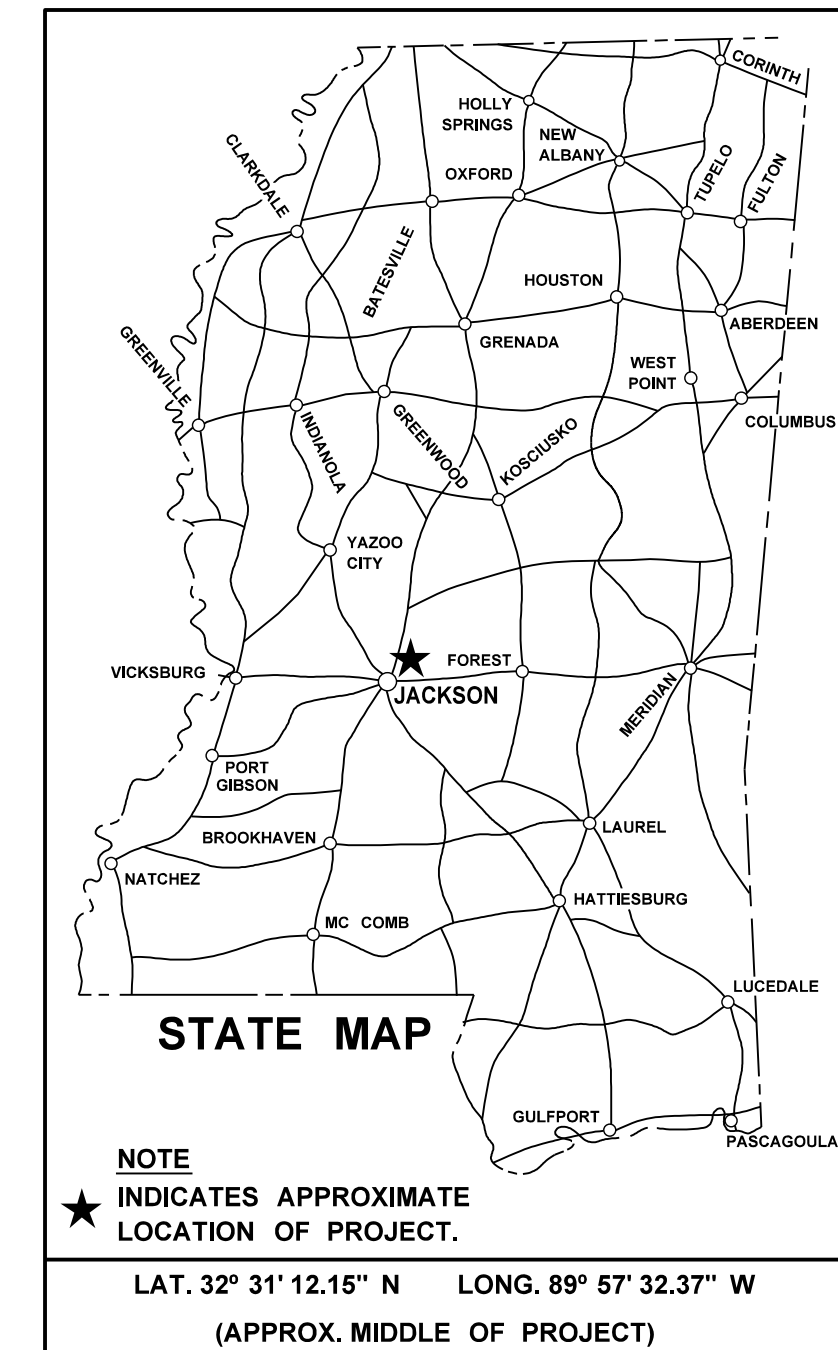 CORINTH
HOLLY
SPRINGS
NEW
ALBANY
CLARKDALE
OXFORD
TUPELO
FULTON
BATESVILLE
HOUSTON
ABERDEEN
GREENVILLE
GRENADA
WEST
POINT
COLUMBUS
INDIANOLA
GREENWOOD
KOSCIUSKO
YAZOO
CITY
VICKSBURG
FOREST
JACKSON
MERIDIAN
PORT
GIBSON
BROOKHAVEN
LAUREL
NATCHEZ
HATTIESBURG
MC COMB
LUCEDALE
STATE MAP
GULFPORT
PASCAGOULA
NOTE
INDICATES APPROXIMATE
LOCATION OF PROJECT.
LAT. 32º 31' 12.15" N LONG. 89º 57' 32.37" W
(APPROX. MIDDLE OF PROJECT)